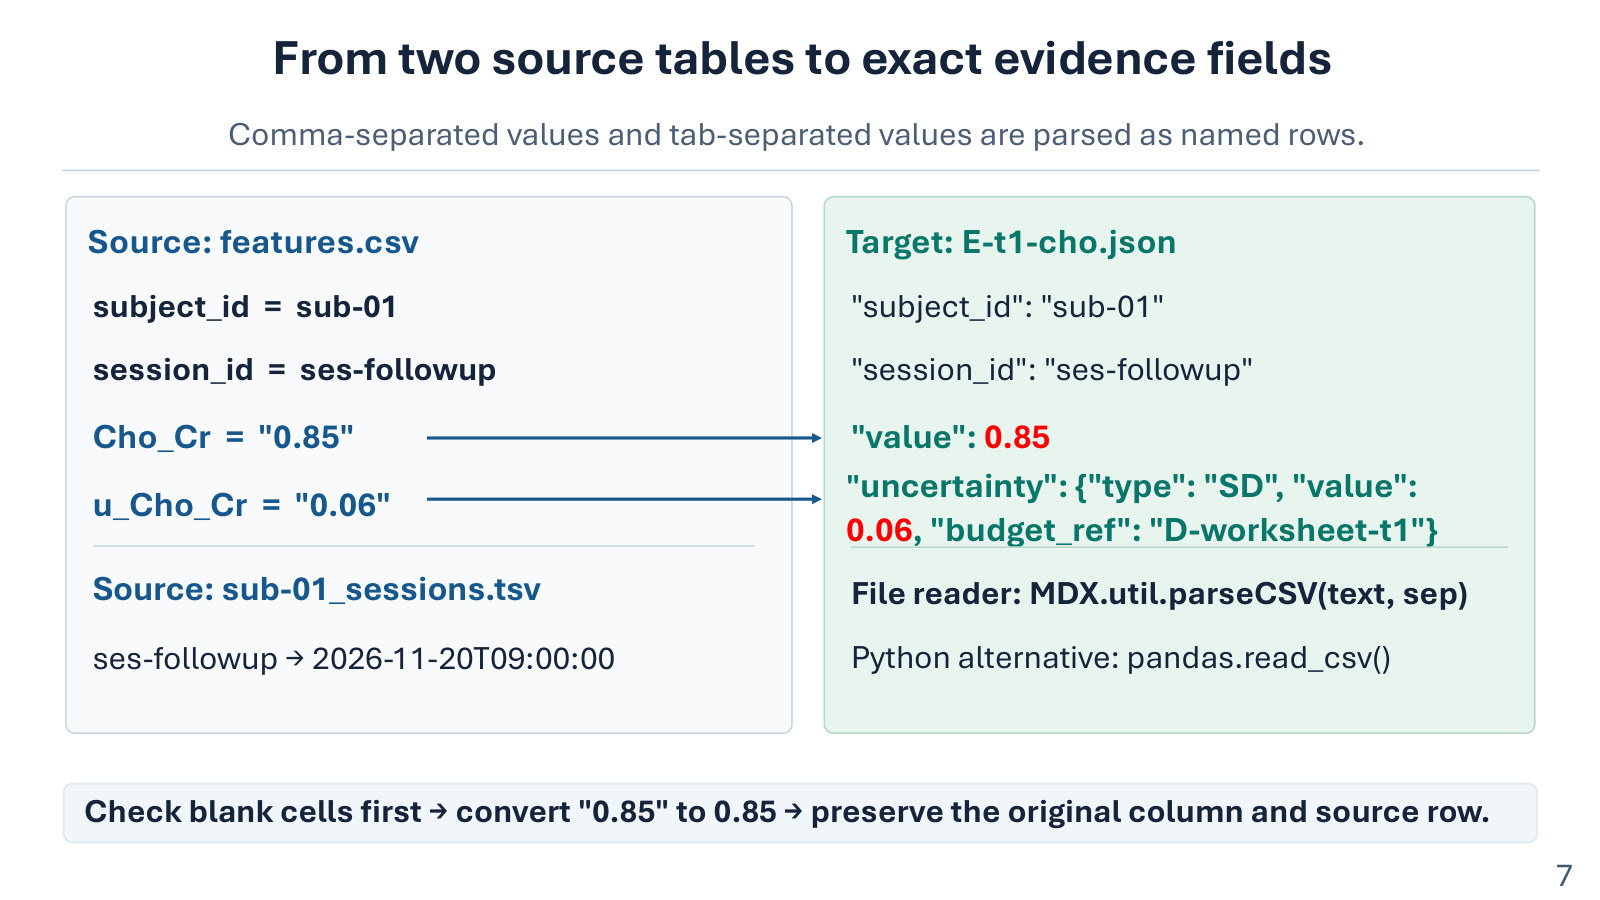 From two source tables to exact evidence fields
Comma-separated values and tab-separated values are parsed as named rows.
Source: features.csv
subject_id = sub-01
session_id = ses-followup
Cho_Cr = "0.85"
u_Cho_Cr = "0.06"
Source: sub-01_sessions.tsv
ses-followup → 2026-11-20T09:00:00
Target: E-t1-cho.json
"subject_id": "sub-01"
"session_id": "ses-followup"
"value": 0.85
"uncertainty": {"type": "SD", "value":
0.06, "budget_ref": "D-worksheet-t1"}
File reader: MDX.util.parseCSV(text, sep)
Python alternative: pandas.read_csv()
Check blank cells first → convert "0.85" to 0.85 → preserve the original column and source row.
7